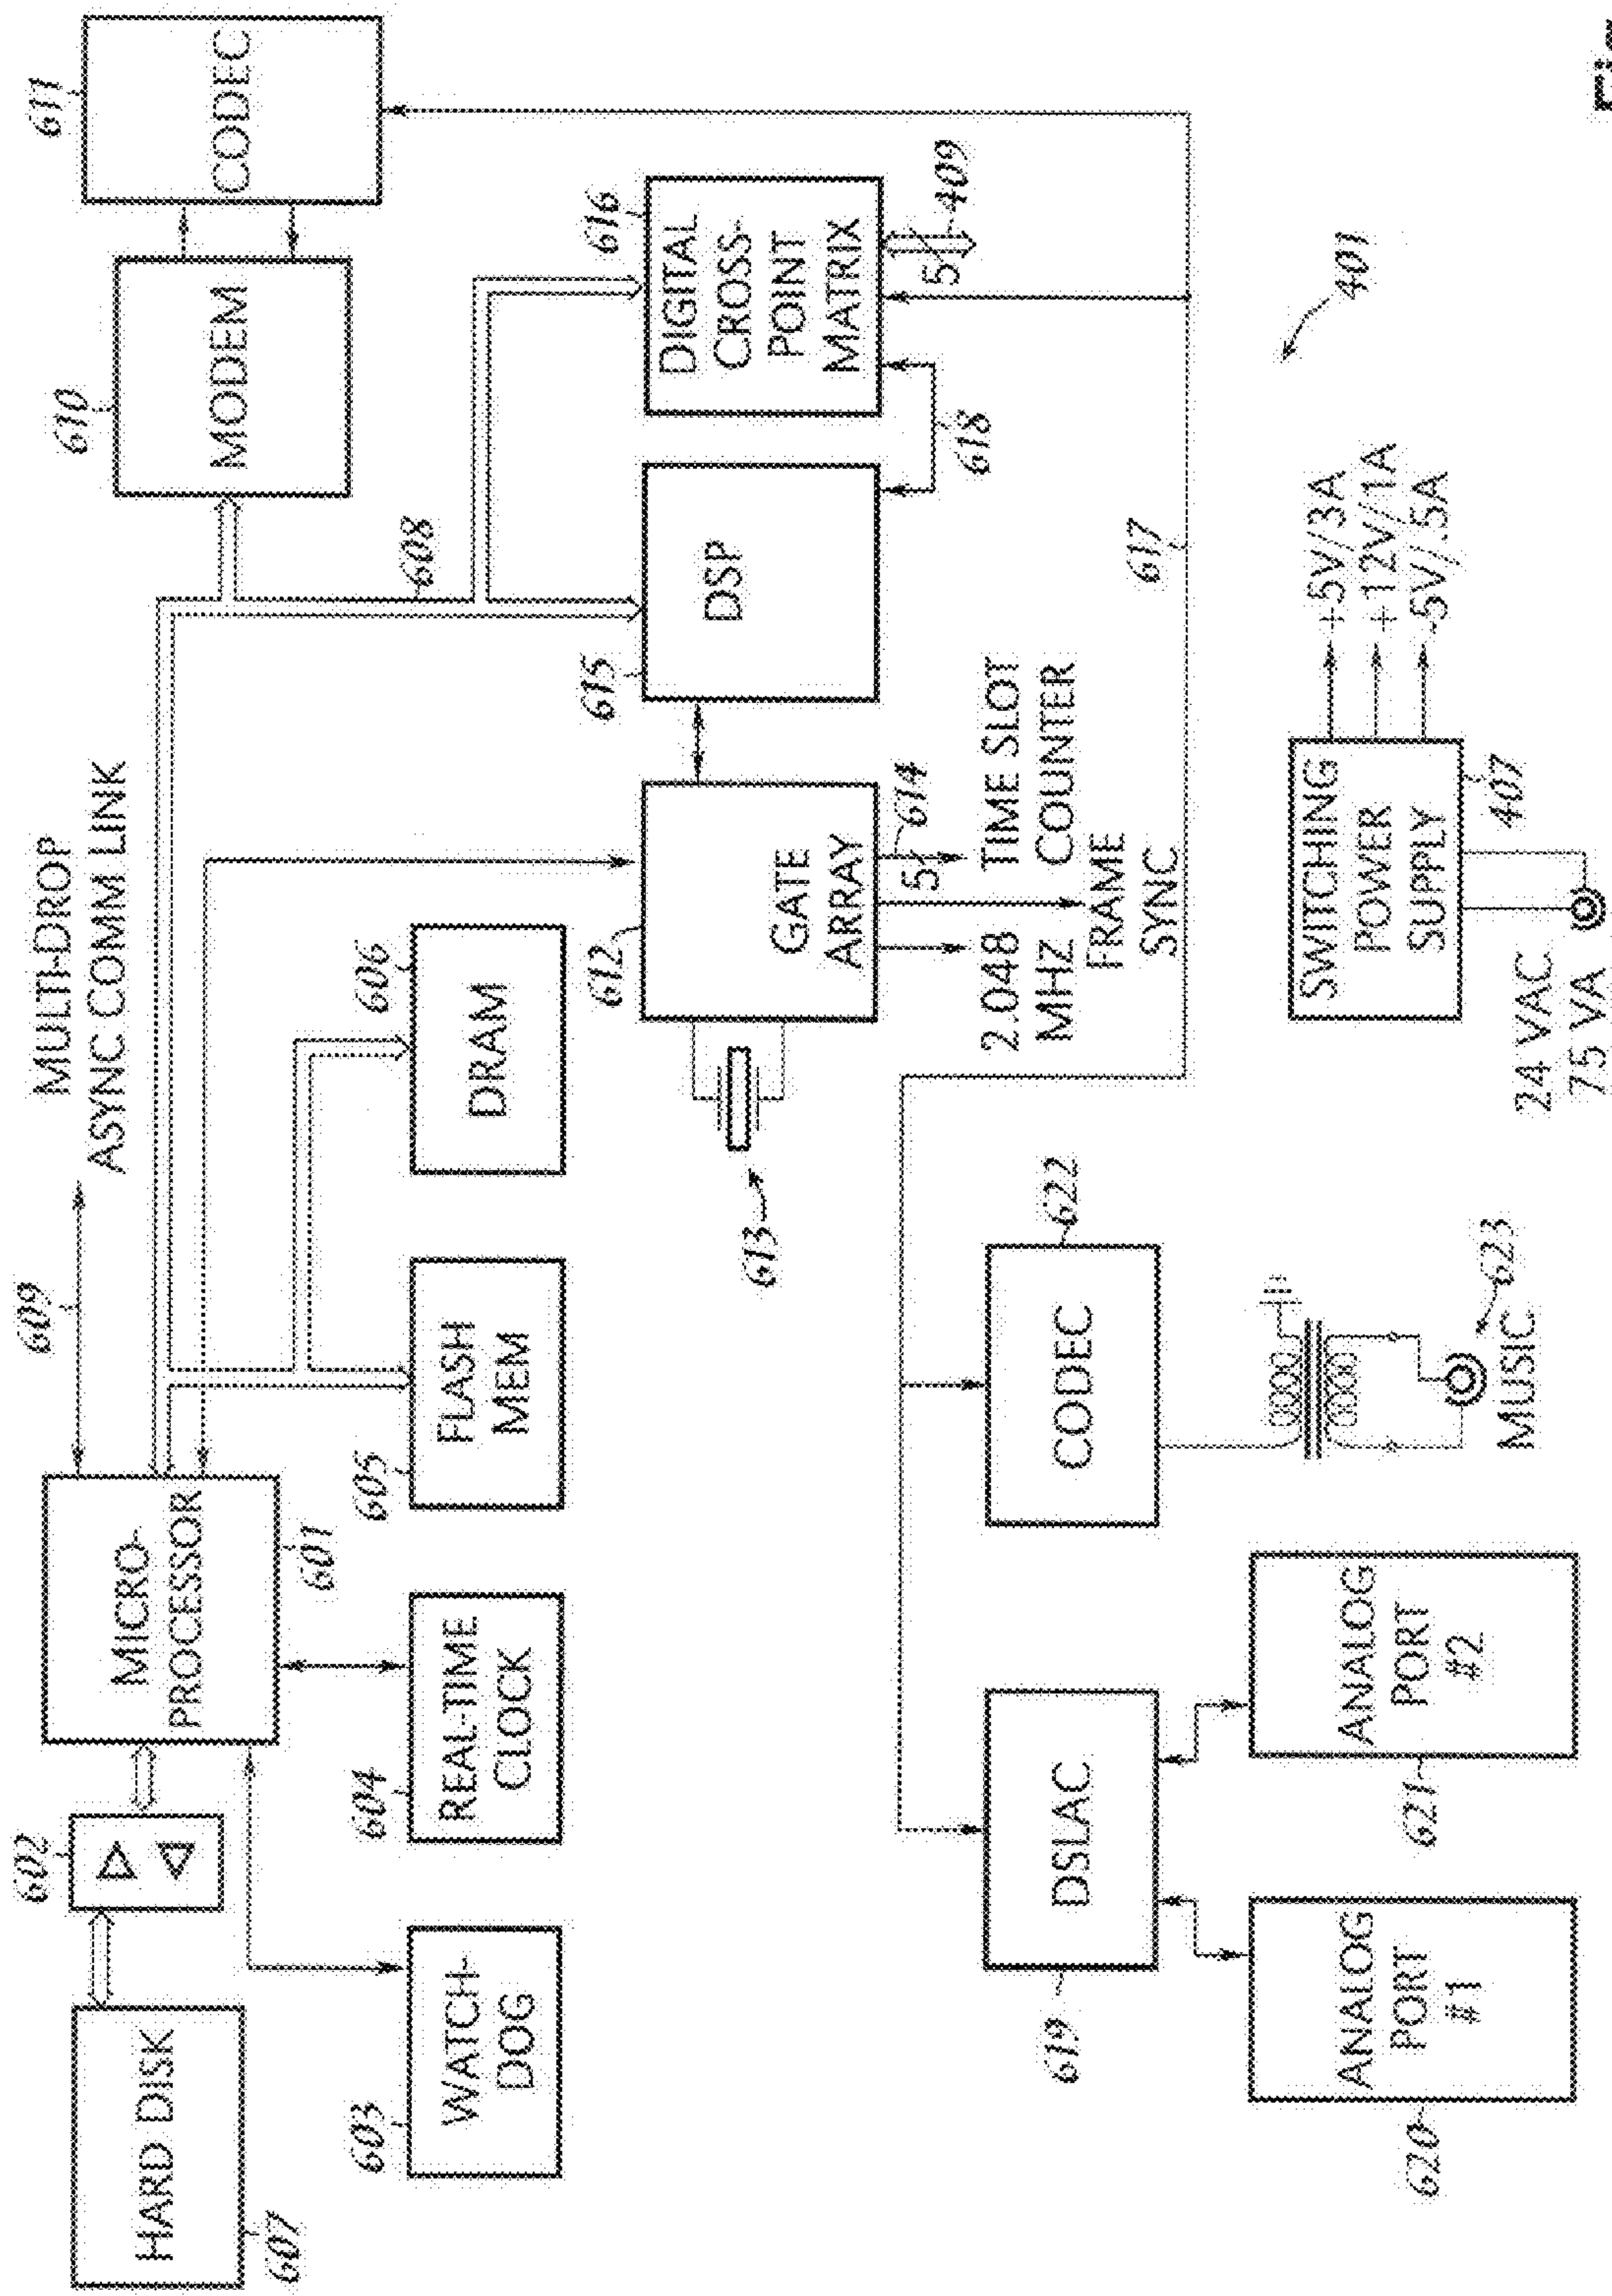 MULTI-DROP
ASYNC COMM LINK
609
602
HARD DISK
607
MICRO-
PROCESSOR
601
610
MODEM
611
CODEC
603
WATCH-
DOG
604
REAL-TIME
CLOCK
605
FLASH
MEM
606
DRAM
608
612
GATE
ARRAY
613
5
614
2.048
MHZ
FRAME
SYNC
TIME SLOT
COUNTER
615
DSP
616
DIGITAL
CROSS-
POINT
MATRIX
618
5
409
617
619
DSLAC
CODEC
622
620
ANALOG
PORT
#1
621
ANALOG
PORT
#2
623
MUSIC
SWITCHING
POWER
SUPPLY
407
24 VAC
75 VA
+5V/3A
+12V/1A
-5V/.5A
401
Fig